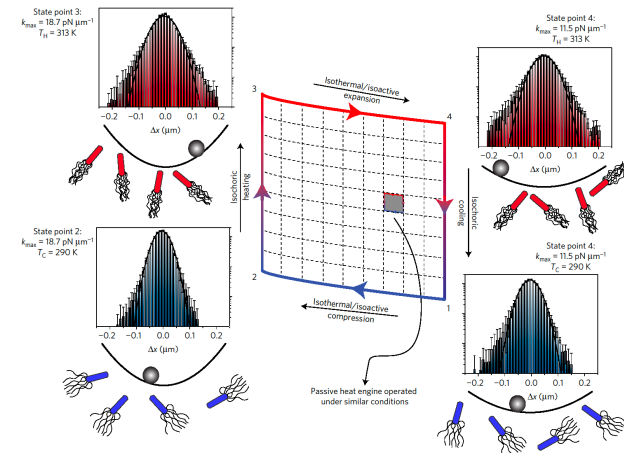 State point 3:
kmax = 18.7 pN μm⁻¹
TH = 313 K
−0.2 −0.1 0.0 0.1 0.2
Δx (μm)
State point 4:
kmax = 11.5 pN μm⁻¹
TH = 313 K
−0.2 −0.1 0.0 0.1 0.2
Δx (μm)
3
Isothermal/isoactive
expansion
4
Isochoric
heating
Isochoric
cooling
State point 2:
kmax = 18.7 pN μm⁻¹
TC = 290 K
−0.2 −0.1 0.0 0.1 0.2
Δx (μm)
2
Isothermal/isoactive
compression
1
State point 4:
kmax = 11.5 pN μm⁻¹
TC = 290 K
−0.2 −0.1 0.0 0.1 0.2
Δx (μm)
Passive heat engine operated
under similar conditions